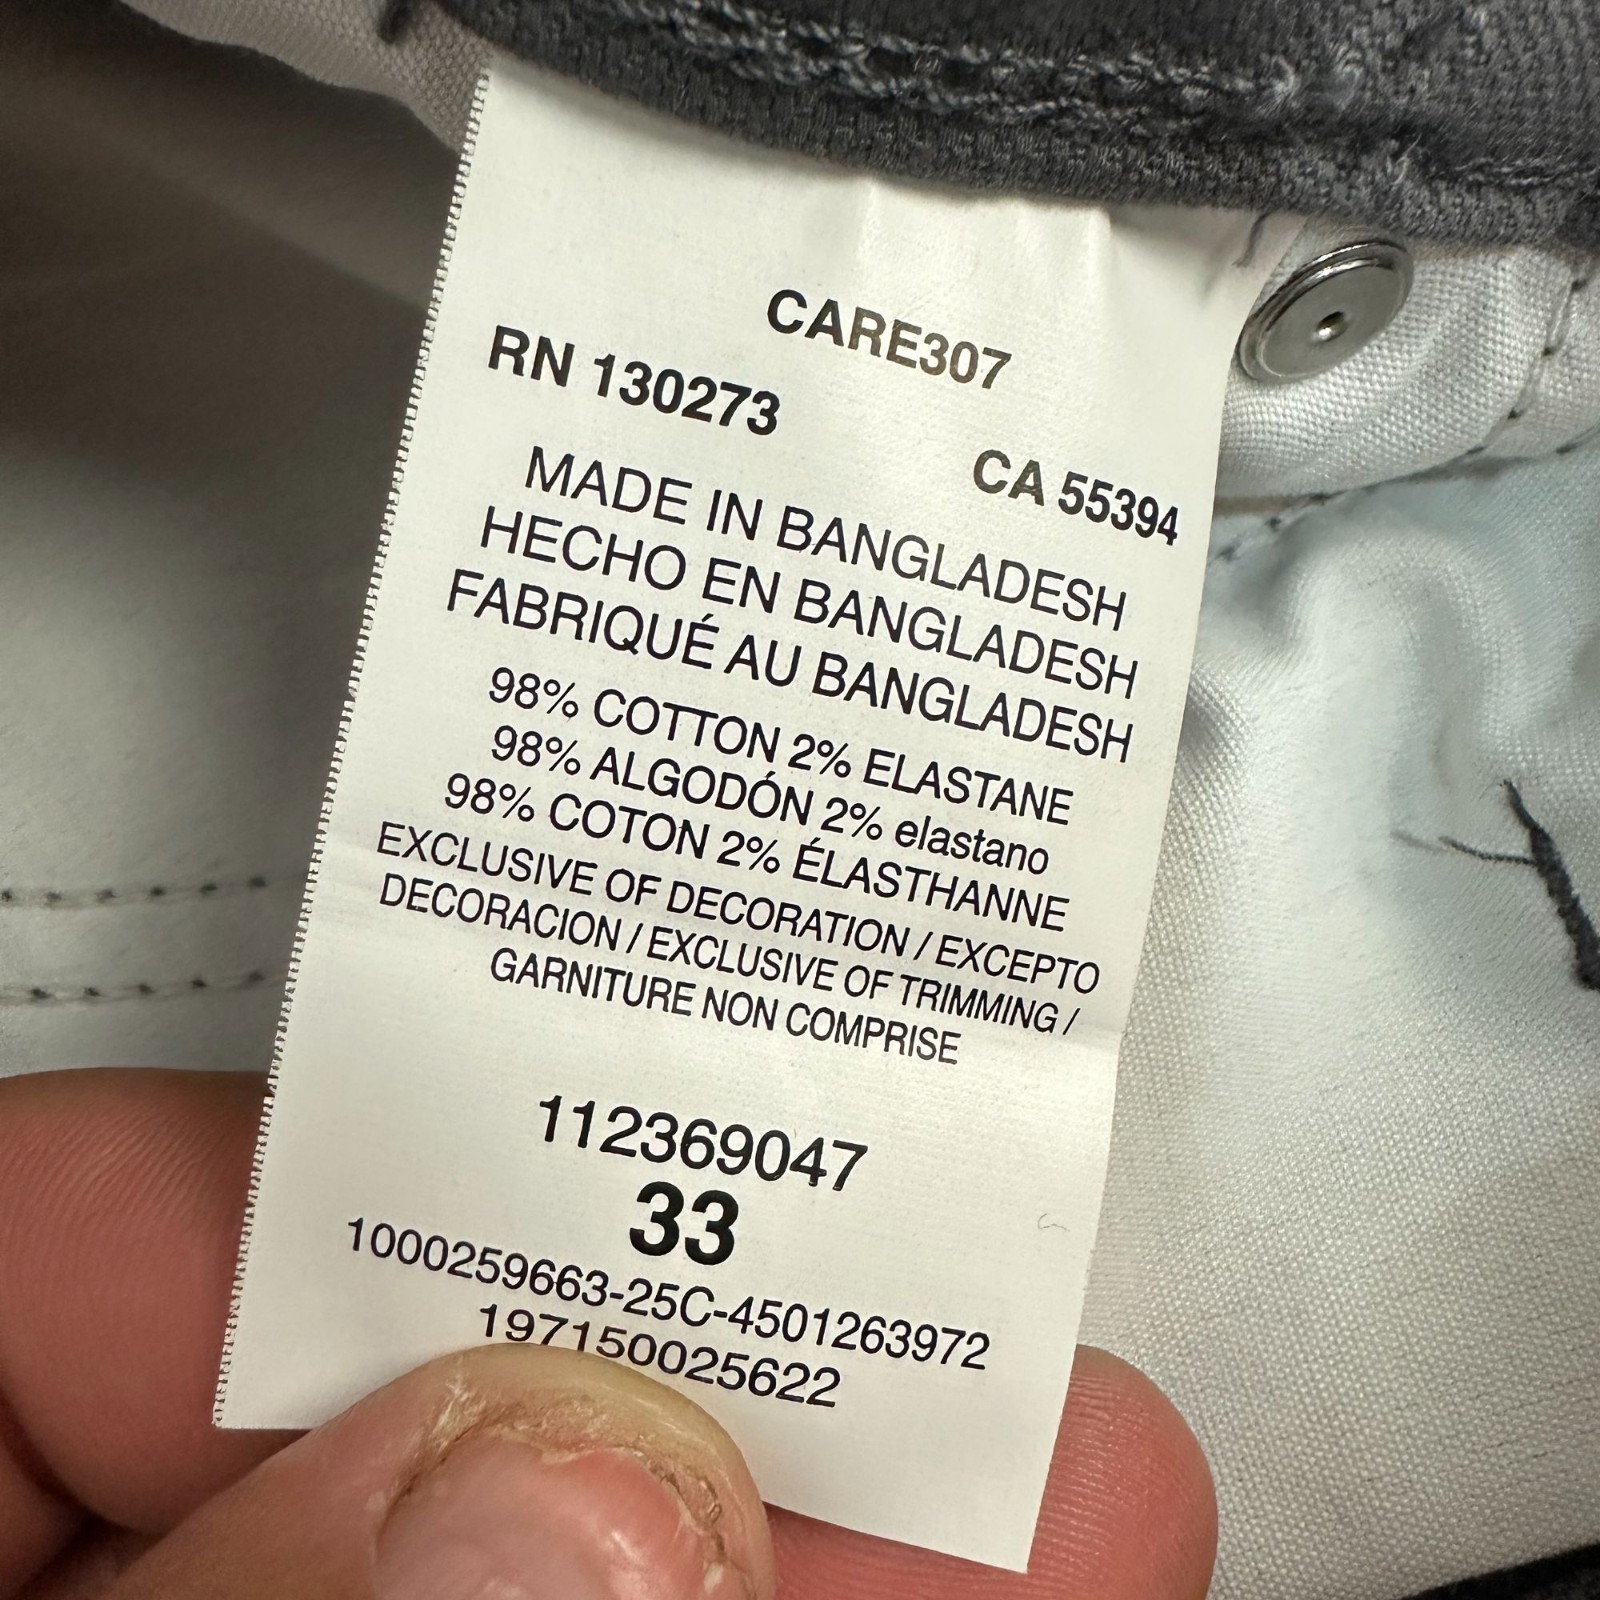 CARE307
RN 130273
CA 55394
MADE IN BANGLADESH
HECHO EN BANGLADESH
FABRIQUÉ AU BANGLADESH
98% COTTON 2% ELASTANE
98% ALGODÓN 2% elastano
98% COTON 2% ÉLASTHANNE
EXCLUSIVE OF DECORATION / EXCEPTO
DECORACION / EXCLUSIVE OF TRIMMING /
GARNITURE NON COMPRISE
112369047
33
1000259663-25C-4501263972
197150025622